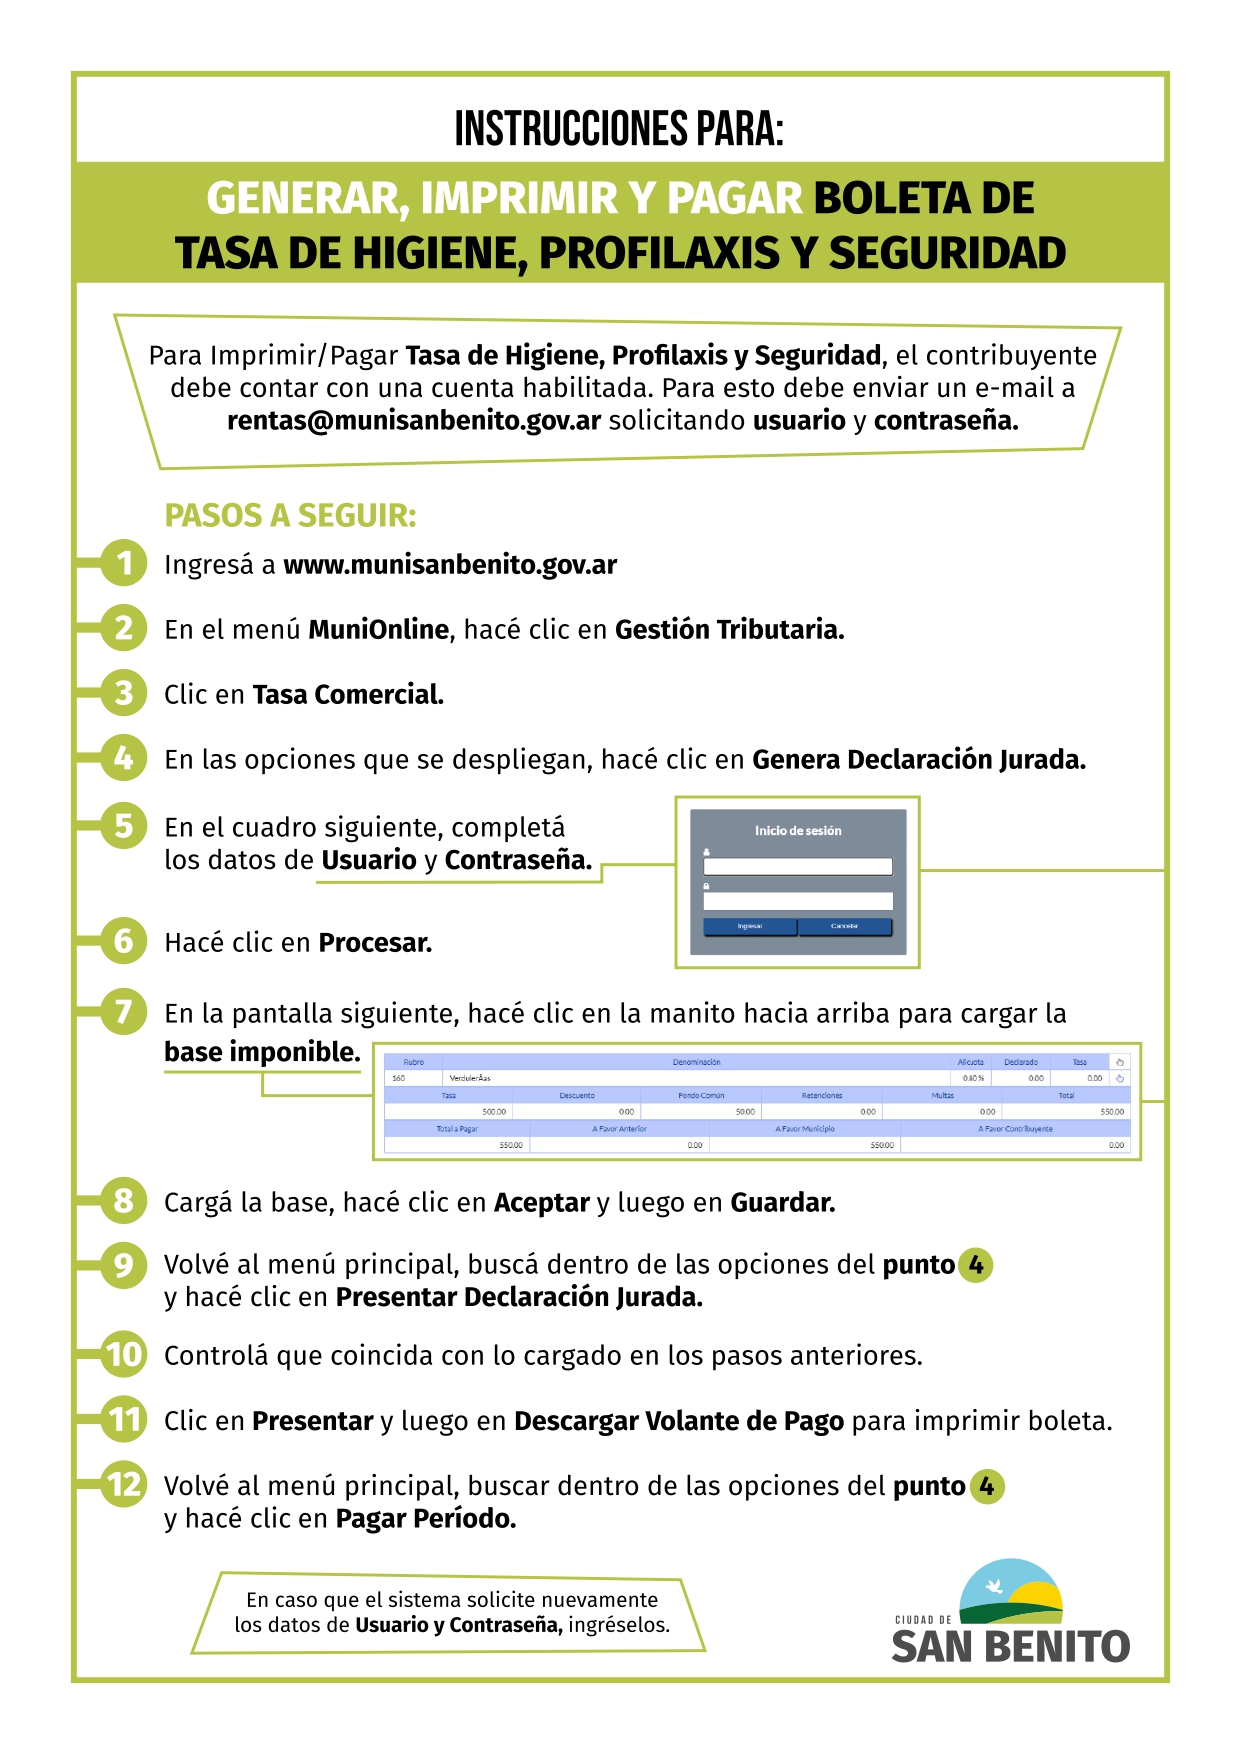 INSTRUCCIONES PARA:
GENERAR, IMPRIMIR Y PAGAR BOLETA DE
TASA DE HIGIENE, PROFILAXIS Y SEGURIDAD
Para Imprimir/Pagar Tasa de Higiene, Profilaxis y Seguridad, el contribuyente
debe contar con una cuenta habilitada. Para esto debe enviar un e-mail a
rentas@munisanbenito.gov.ar solicitando usuario y contraseña.
PASOS A SEGUIR:
1 Ingresá a www.munisanbenito.gov.ar
2 En el menú MuniOnline, hacé clic en Gestión Tributaria.
3 Clic en Tasa Comercial.
4 En las opciones que se despliegan, hacé clic en Genera Declaración Jurada.
5 En el cuadro siguiente, completá
los datos de Usuario y Contraseña.
Inicio de sesión
Ingresar Cancelar
6 Hacé clic en Procesar.
7 En la pantalla siguiente, hacé clic en la manito hacia arriba para cargar la
base imponible.
Rubro Denominación Alícuota Declarado Tasa
160 VerdulerÃas 0.80 % 0.00 0.00
Tasa Descuento Fondo Común Retenciones Multas Total
500.00 0.00 50.00 0.00 0.00 550.00
Total a Pagar A Favor Anterior A Favor Municipio A Favor Contribuyente
550.00 0.00 550.00 0.00
8 Cargá la base, hacé clic en Aceptar y luego en Guardar.
9 Volvé al menú principal, buscá dentro de las opciones del punto 4
y hacé clic en Presentar Declaración Jurada.
10 Controlá que coincida con lo cargado en los pasos anteriores.
11 Clic en Presentar y luego en Descargar Volante de Pago para imprimir boleta.
12 Volvé al menú principal, buscar dentro de las opciones del punto 4
y hacé clic en Pagar Período.
En caso que el sistema solicite nuevamente
los datos de Usuario y Contraseña, ingréselos.
CIUDAD DE
SAN BENITO